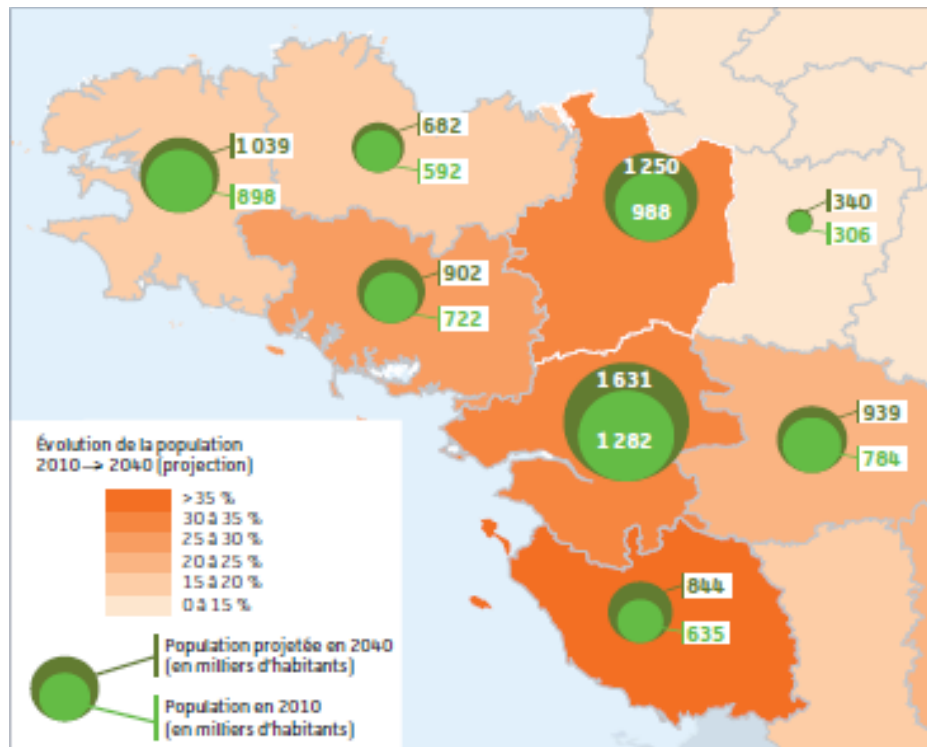 682
1 039
592
898
1 250
988
340
306
902
722
1 631
1 282
939
784
844
635
Évolution de la population
2010 → 2040 (projection)
> 35 %
30 à 35 %
25 à 30 %
20 à 25 %
15 à 20 %
0 à 15 %
Population projetée en 2040
(en milliers d'habitants)
Population en 2010
(en milliers d'habitants)